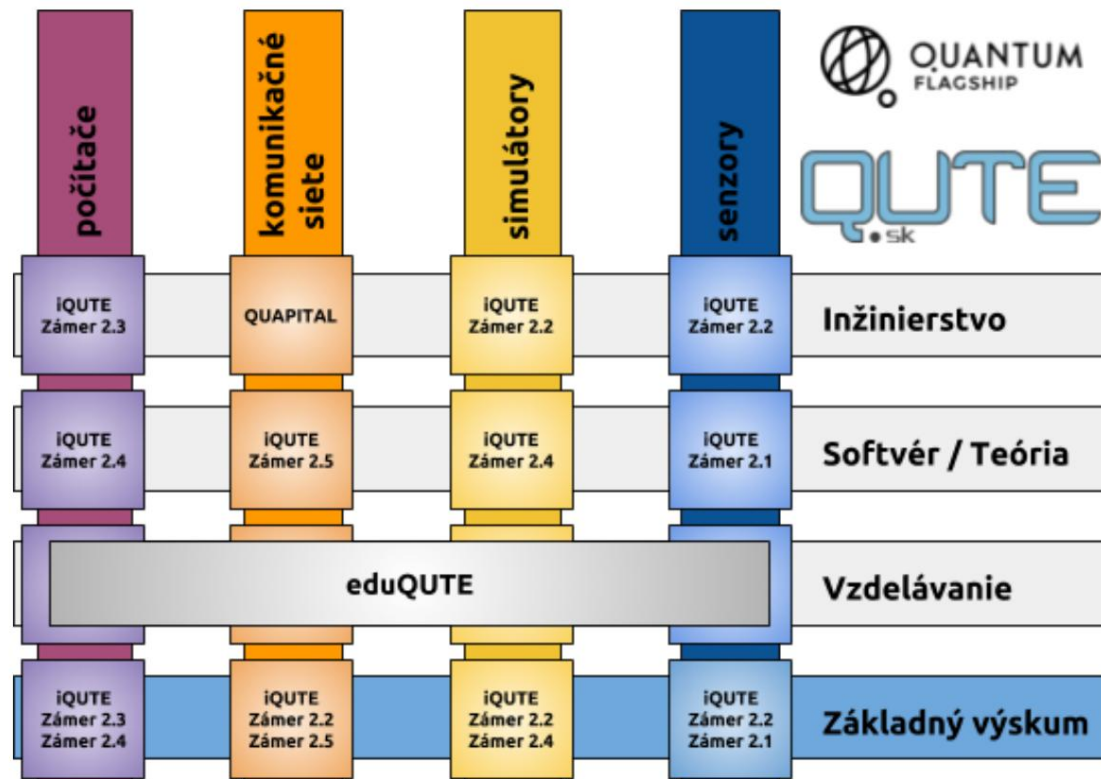 počítače
komunikačné
siete
simulátory
senzory
QUANTUM
FLAGSHIP
QUTE
.sk
iQUTE
Zámer 2.3
QUAPITAL
iQUTE
Zámer 2.2
iQUTE
Zámer 2.2
Inžinierstvo
iQUTE
Zámer 2.4
iQUTE
Zámer 2.5
iQUTE
Zámer 2.4
iQUTE
Zámer 2.1
Softvér / Teória
eduQUTE
Vzdelávanie
iQUTE
Zámer 2.3
Zámer 2.4
iQUTE
Zámer 2.2
Zámer 2.5
iQUTE
Zámer 2.2
Zámer 2.4
iQUTE
Zámer 2.2
Zámer 2.1
Základný výskum